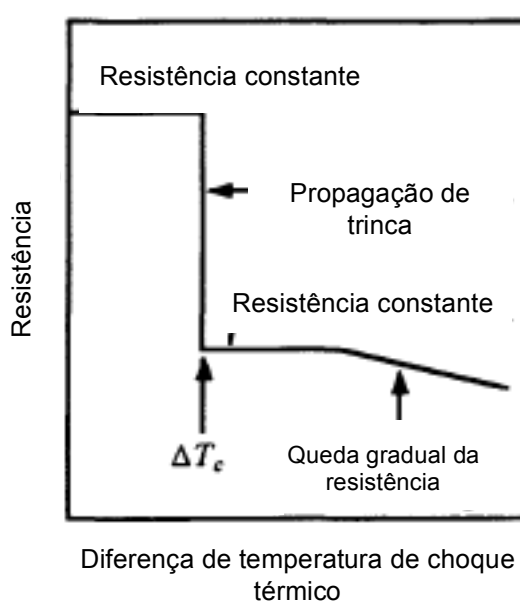 Resistência constante
Propagação de
trinca
Resistência
Resistência constante
ΔTc
Queda gradual da
resistência
Diferença de temperatura de choque
térmico